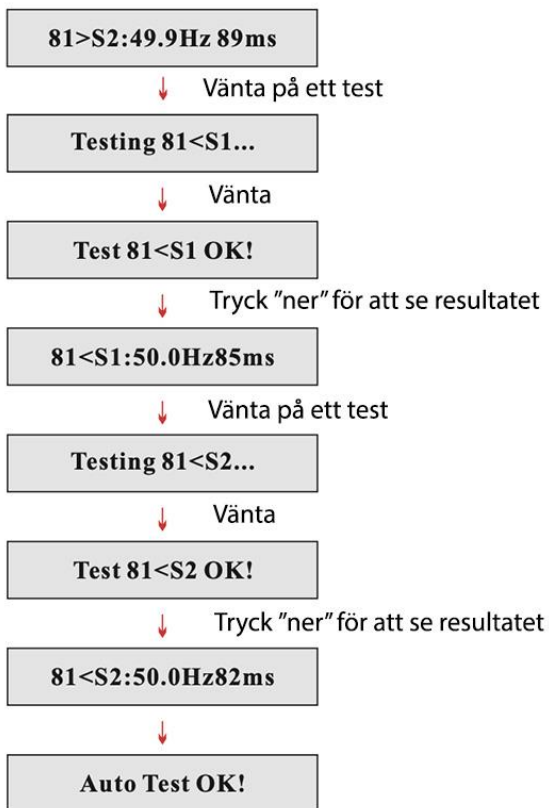 81>S2:49.9Hz 89ms
Vänta på ett test
Testing 81<S1...
Vänta
Test 81<S1 OK!
Tryck ”ner” för att se resultatet
81<S1:50.0Hz85ms
Vänta på ett test
Testing 81<S2...
Vänta
Test 81<S2 OK!
Tryck ”ner” för att se resultatet
81<S2:50.0Hz82ms
Auto Test OK!